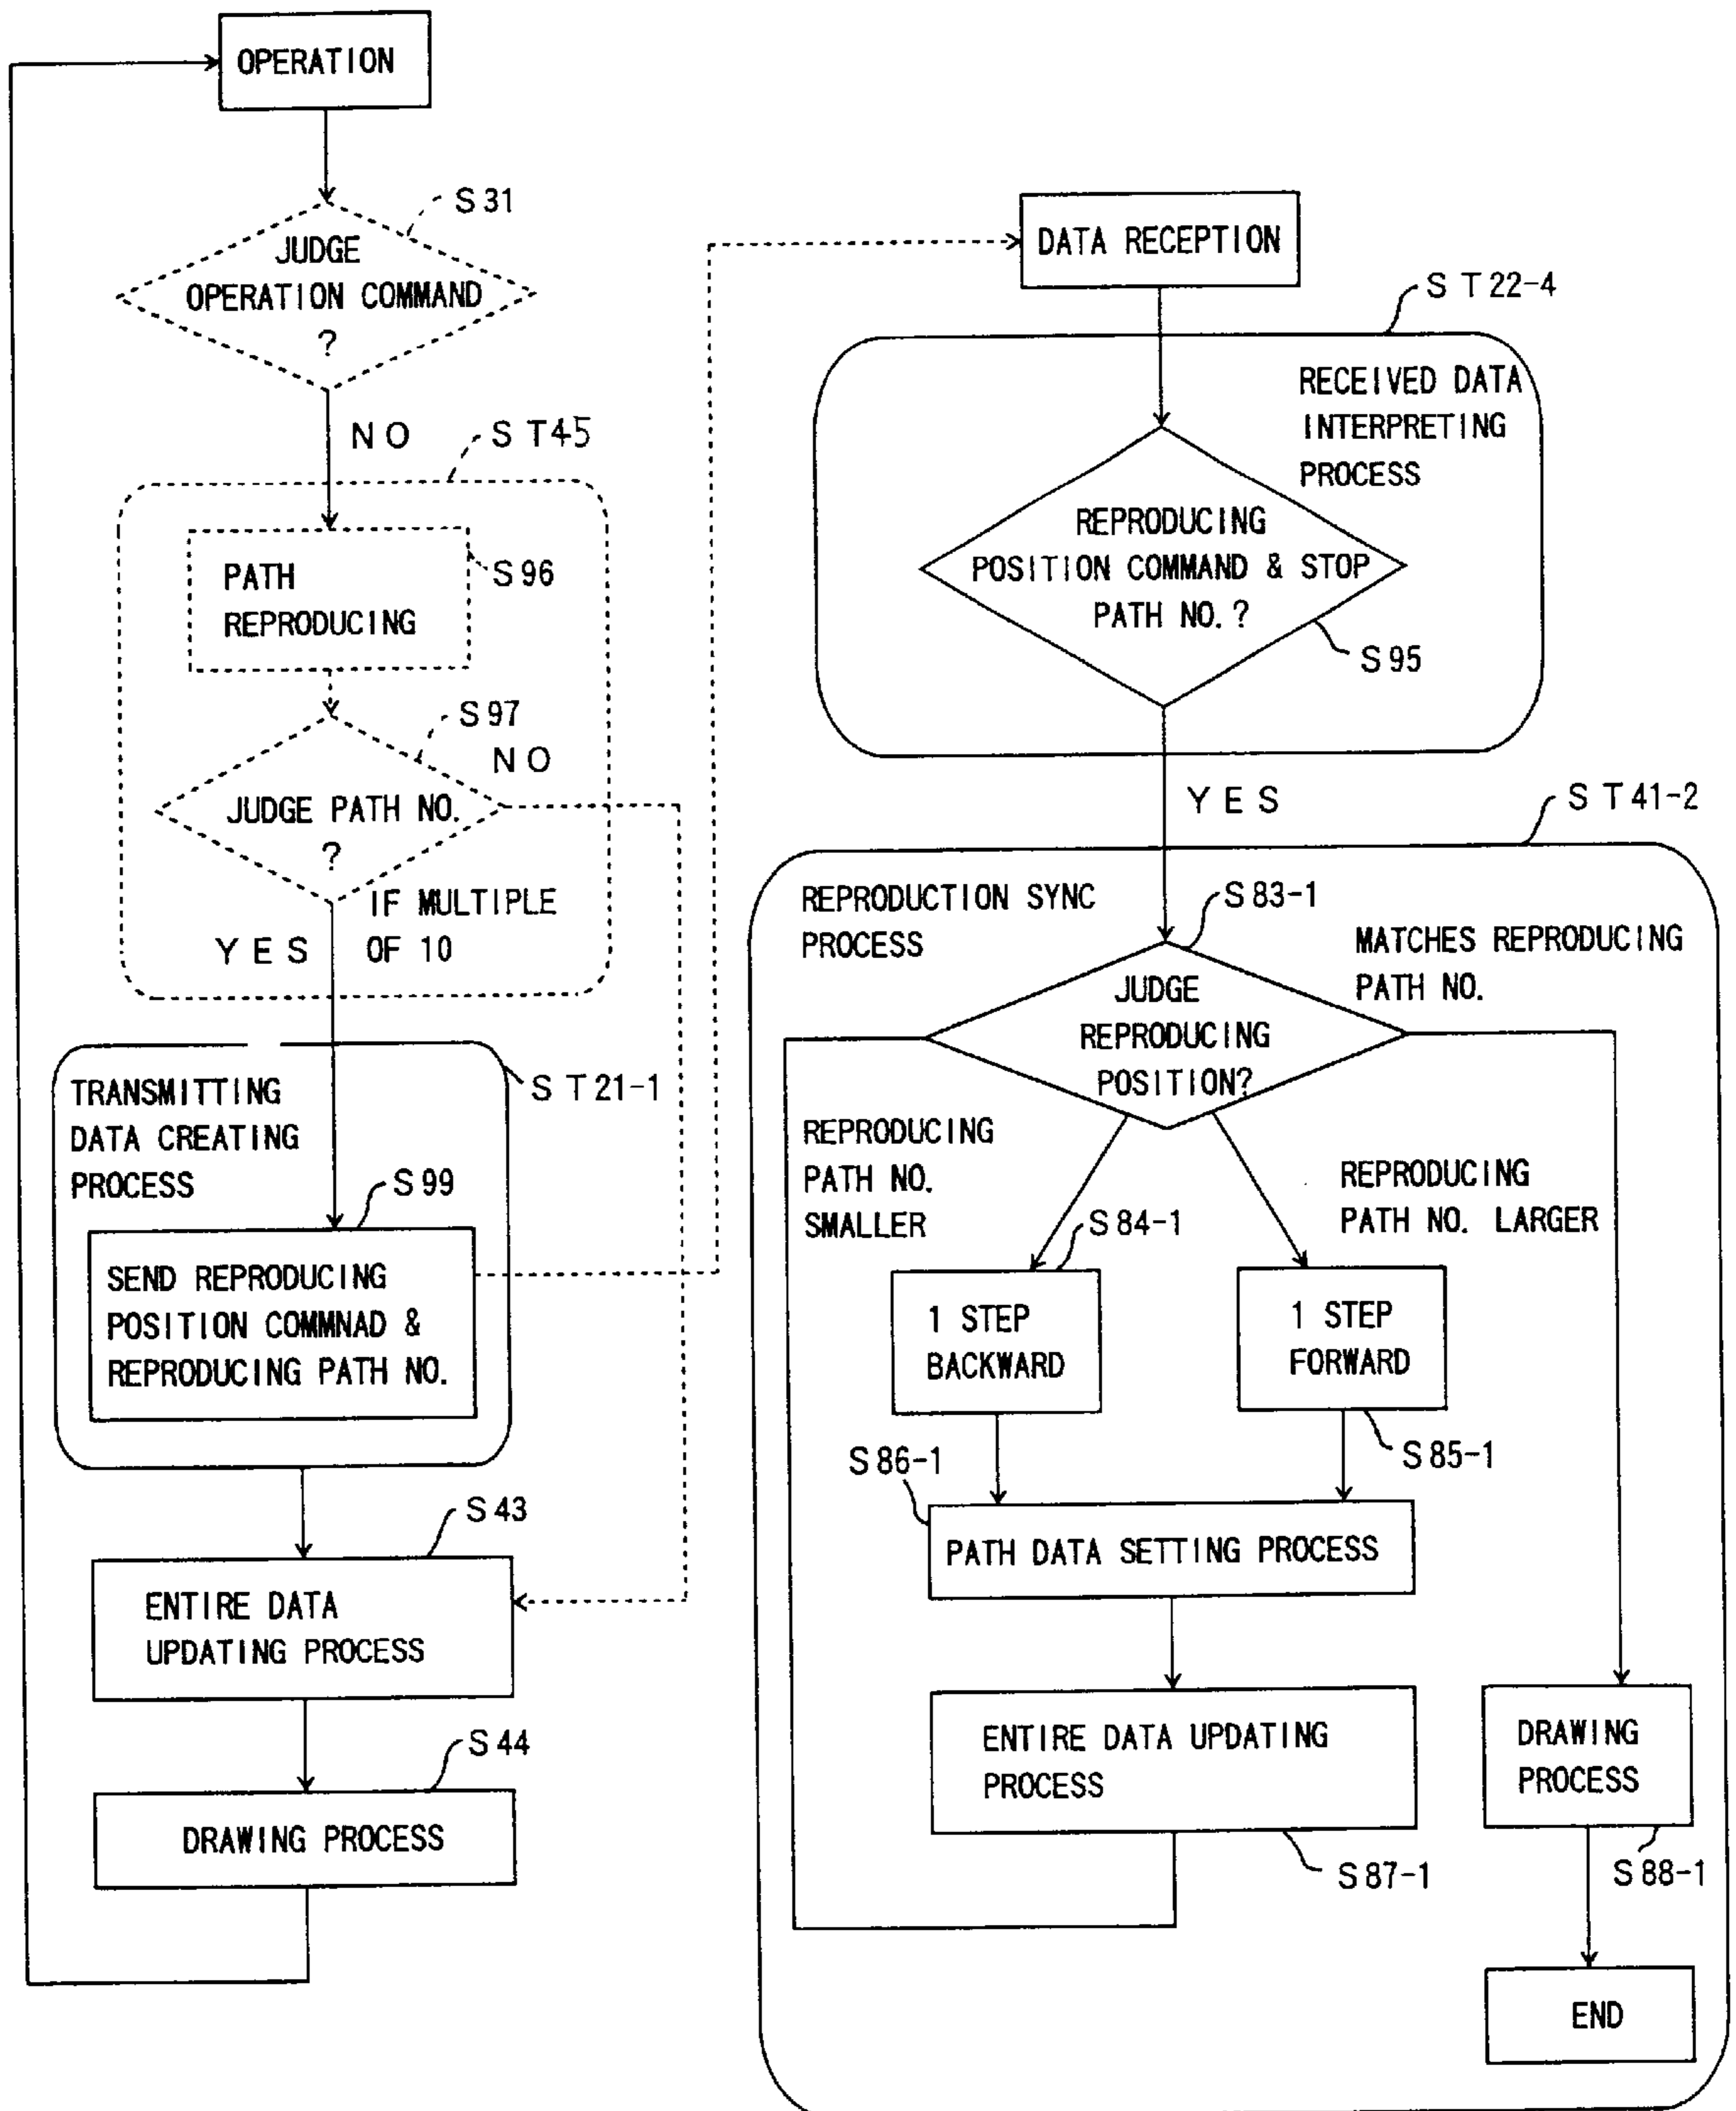 OPERATION
S31
JUDGE
OPERATION COMMAND
?
NO
ST45
PATH
REPRODUCING
S96
S97
NO
JUDGE PATH NO.
?
IF MULTIPLE
OF 10
YES
TRANSMITTING
DATA CREATING
PROCESS
ST21-1
S99
SEND REPRODUCING
POSITION COMMNAD &
REPRODUCING PATH NO.
S43
ENTIRE DATA
UPDATING PROCESS
S44
DRAWING PROCESS
DATA RECEPTION
ST22-4
RECEIVED DATA
INTERPRETING
PROCESS
REPRODUCING
POSITION COMMAND & STOP
PATH NO.?
S95
YES
ST41-2
REPRODUCTION SYNC
PROCESS
S83-1
MATCHES REPRODUCING
PATH NO.
JUDGE
REPRODUCING
POSITION?
REPRODUCING
PATH NO.
SMALLER
REPRODUCING
PATH NO. LARGER
S84-1
1 STEP
BACKWARD
1 STEP
FORWARD
S86-1
S85-1
PATH DATA SETTING PROCESS
ENTIRE DATA UPDATING
PROCESS
S87-1
DRAWING
PROCESS
S88-1
END